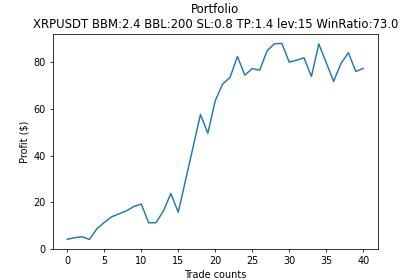 Portfolio
XRPUSDT BBM:2.4 BBL:200 SL:0.8 TP:1.4 lev:15 WinRatio:73.0
80
60
40
20
0
Profit ($)
0 5 10 15 20 25 30 35 40
Trade counts